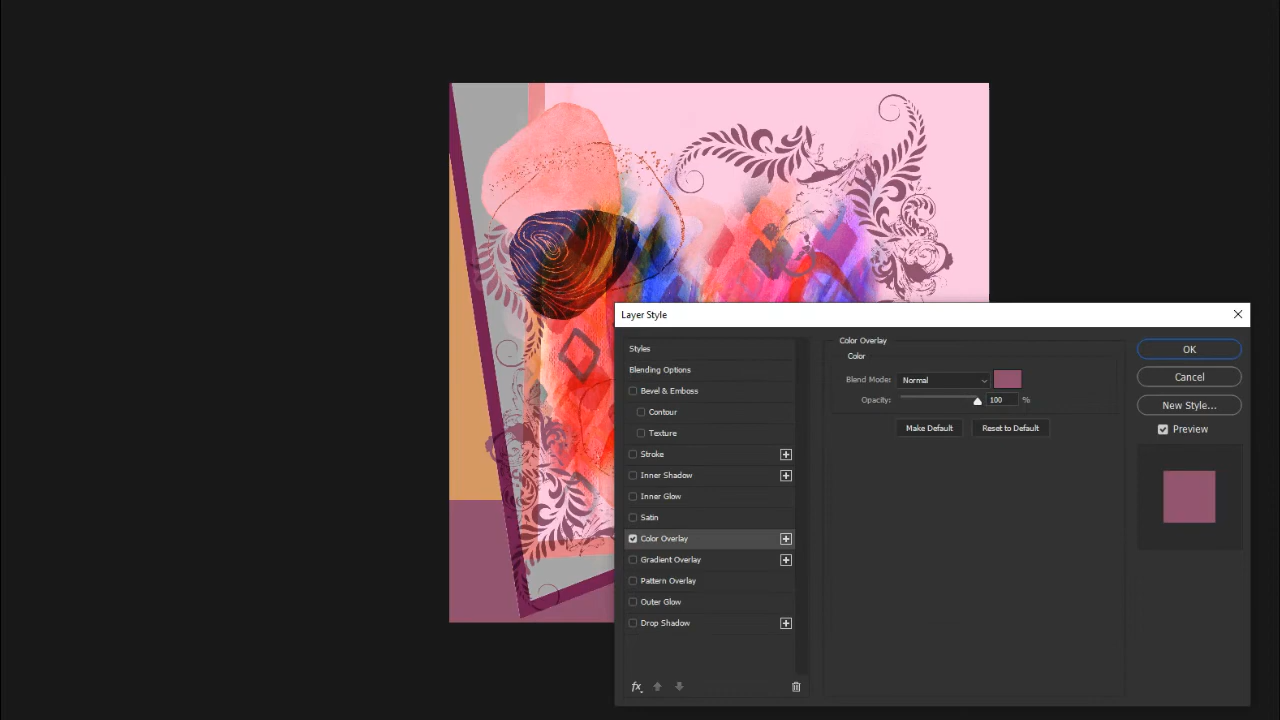 Layer Style
Styles
Blending Options
Bevel & Emboss
Contour
Texture
Stroke
Inner Shadow
Inner Glow
Satin
Color Overlay
Gradient Overlay
Pattern Overlay
Outer Glow
Drop Shadow
fx
Color Overlay
Color
Blend Mode: Normal
Opacity: 100 %
Make Default Reset to Default
OK
Cancel
New Style...
Preview